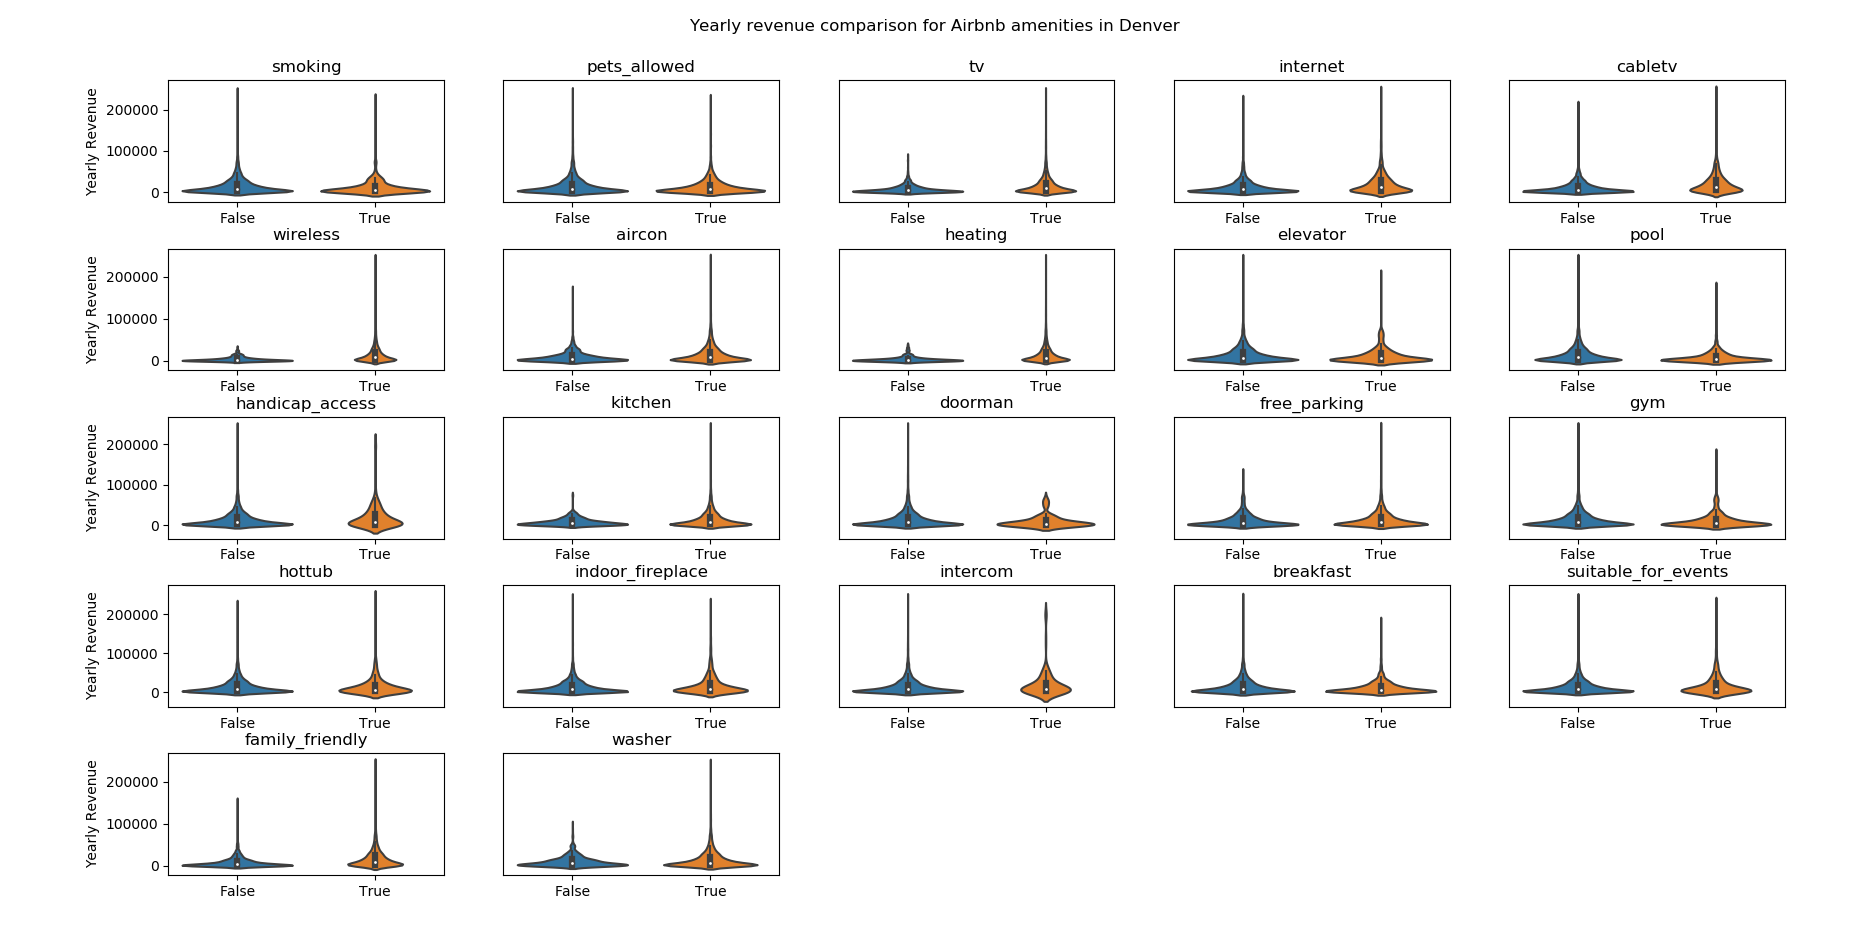 Yearly revenue comparison for Airbnb amenities in Denver
smoking pets_allowed tv internet cabletv
Yearly Revenue
200000
100000
0
False True False True False True False True False True
wireless aircon heating elevator pool
Yearly Revenue
200000
100000
0
False True False True False True False True False True
handicap_access kitchen doorman free_parking gym
Yearly Revenue
200000
100000
0
False True False True False True False True False True
hottub indoor_fireplace intercom breakfast suitable_for_events
Yearly Revenue
200000
100000
0
False True False True False True False True False True
family_friendly washer
Yearly Revenue
200000
100000
0
False True False True